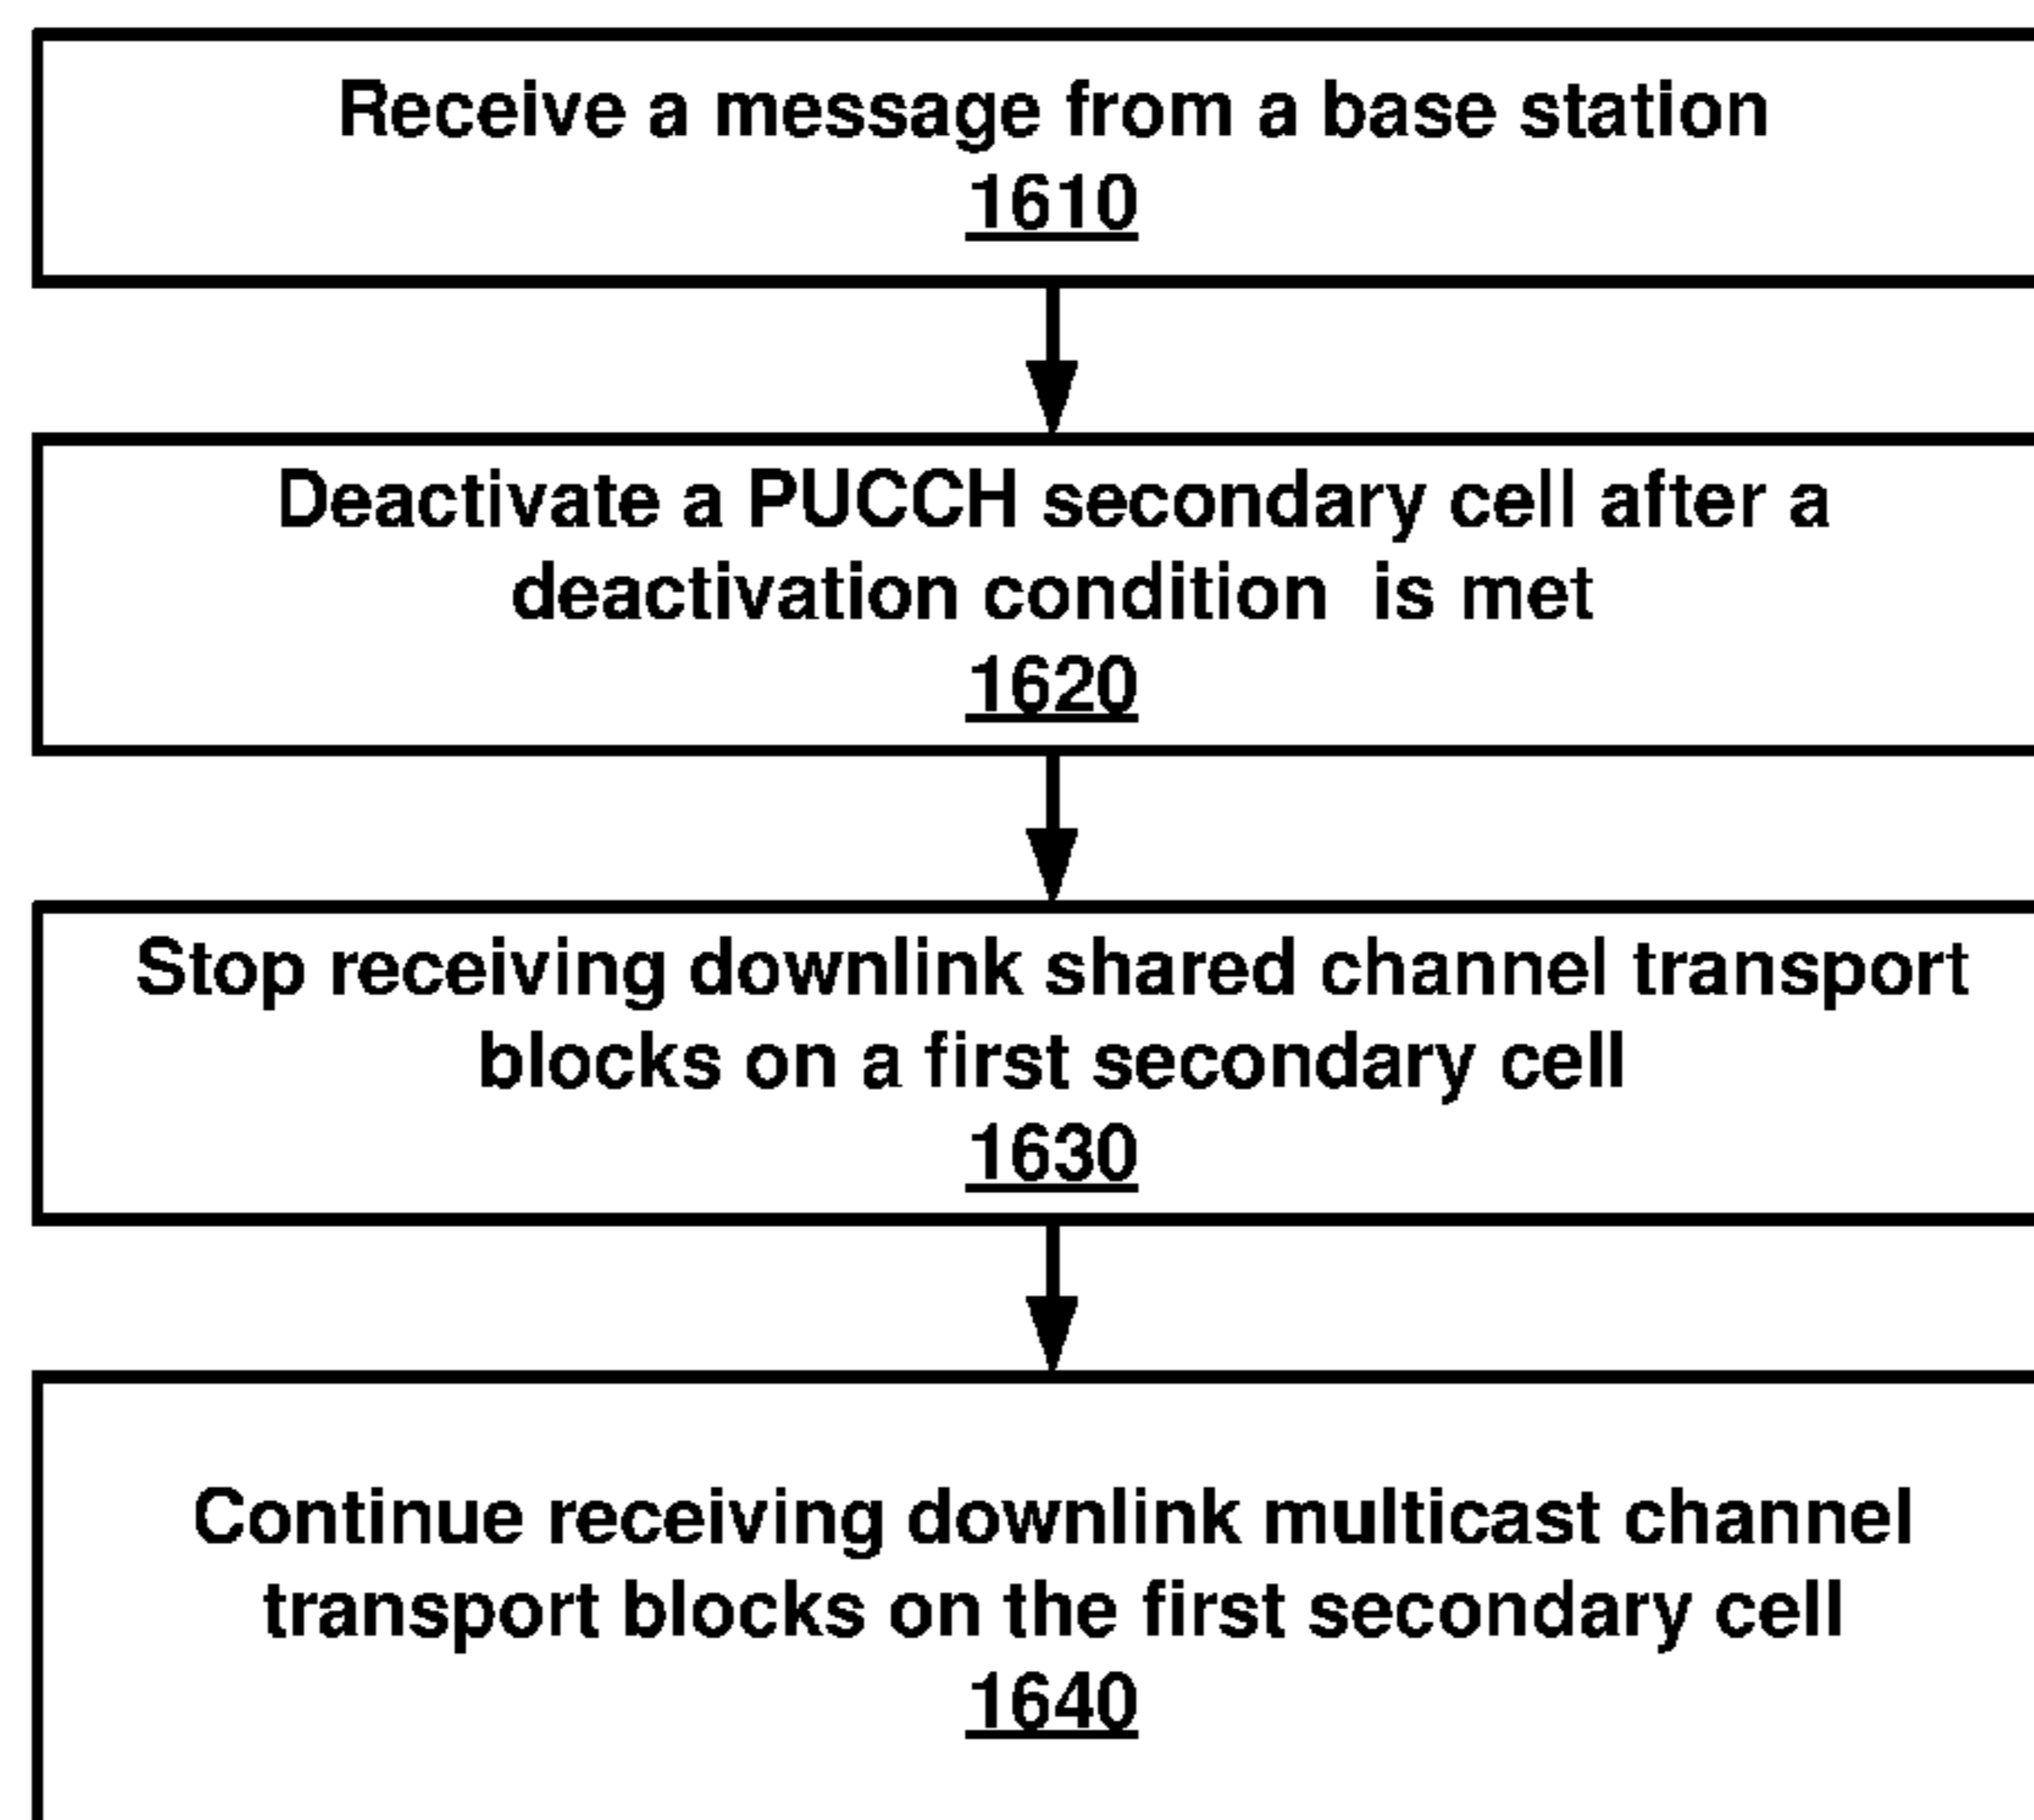 Receive a message from a base station
1610
Deactivate a PUCCH secondary cell after a
deactivation condition is met
1620
Stop receiving downlink shared channel transport
blocks on a first secondary cell
1630
Continue receiving downlink multicast channel
transport blocks on the first secondary cell
1640